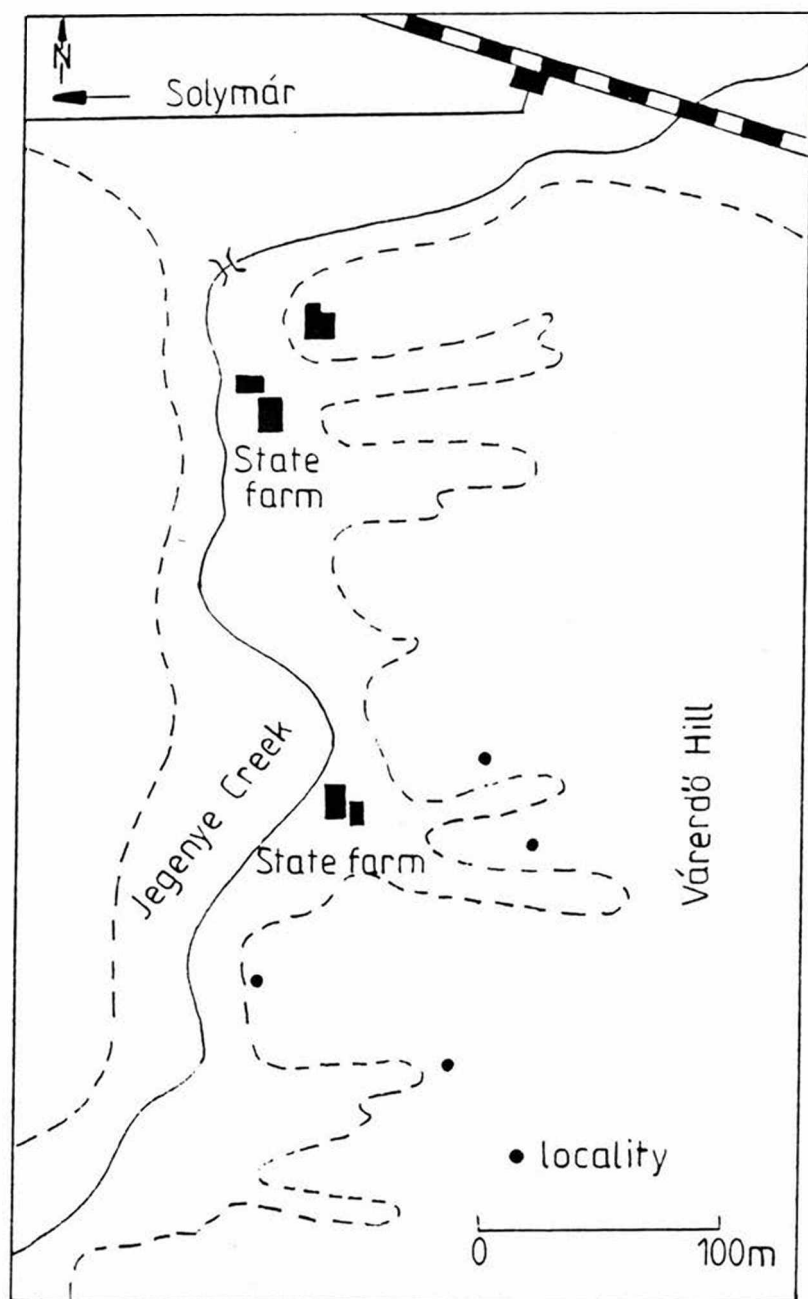 N
Solymár
State
farm
Jegenye Creek
State farm
Várerdő Hill
locality
0 100m